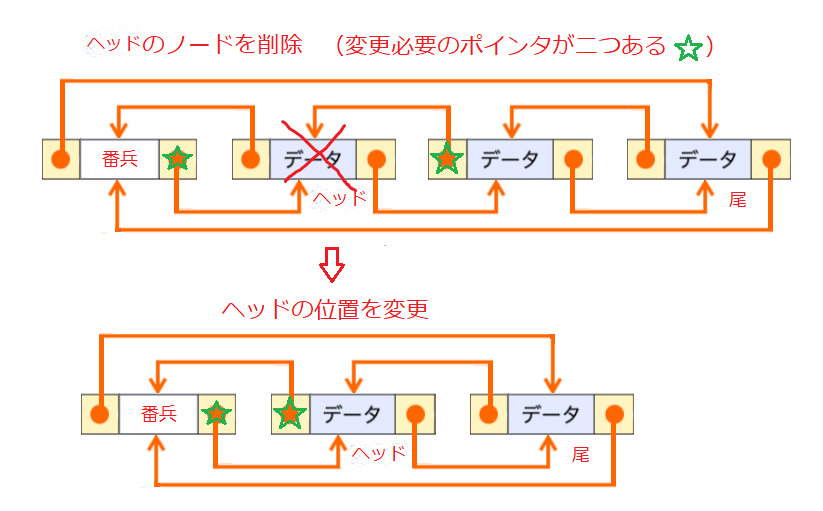 ヘッドのノードを削除　（変更必要のポインタが二つある☆）
番兵 データ データ データ
ヘッド 尾
ヘッドの位置を変更
番兵 データ データ
ヘッド 尾